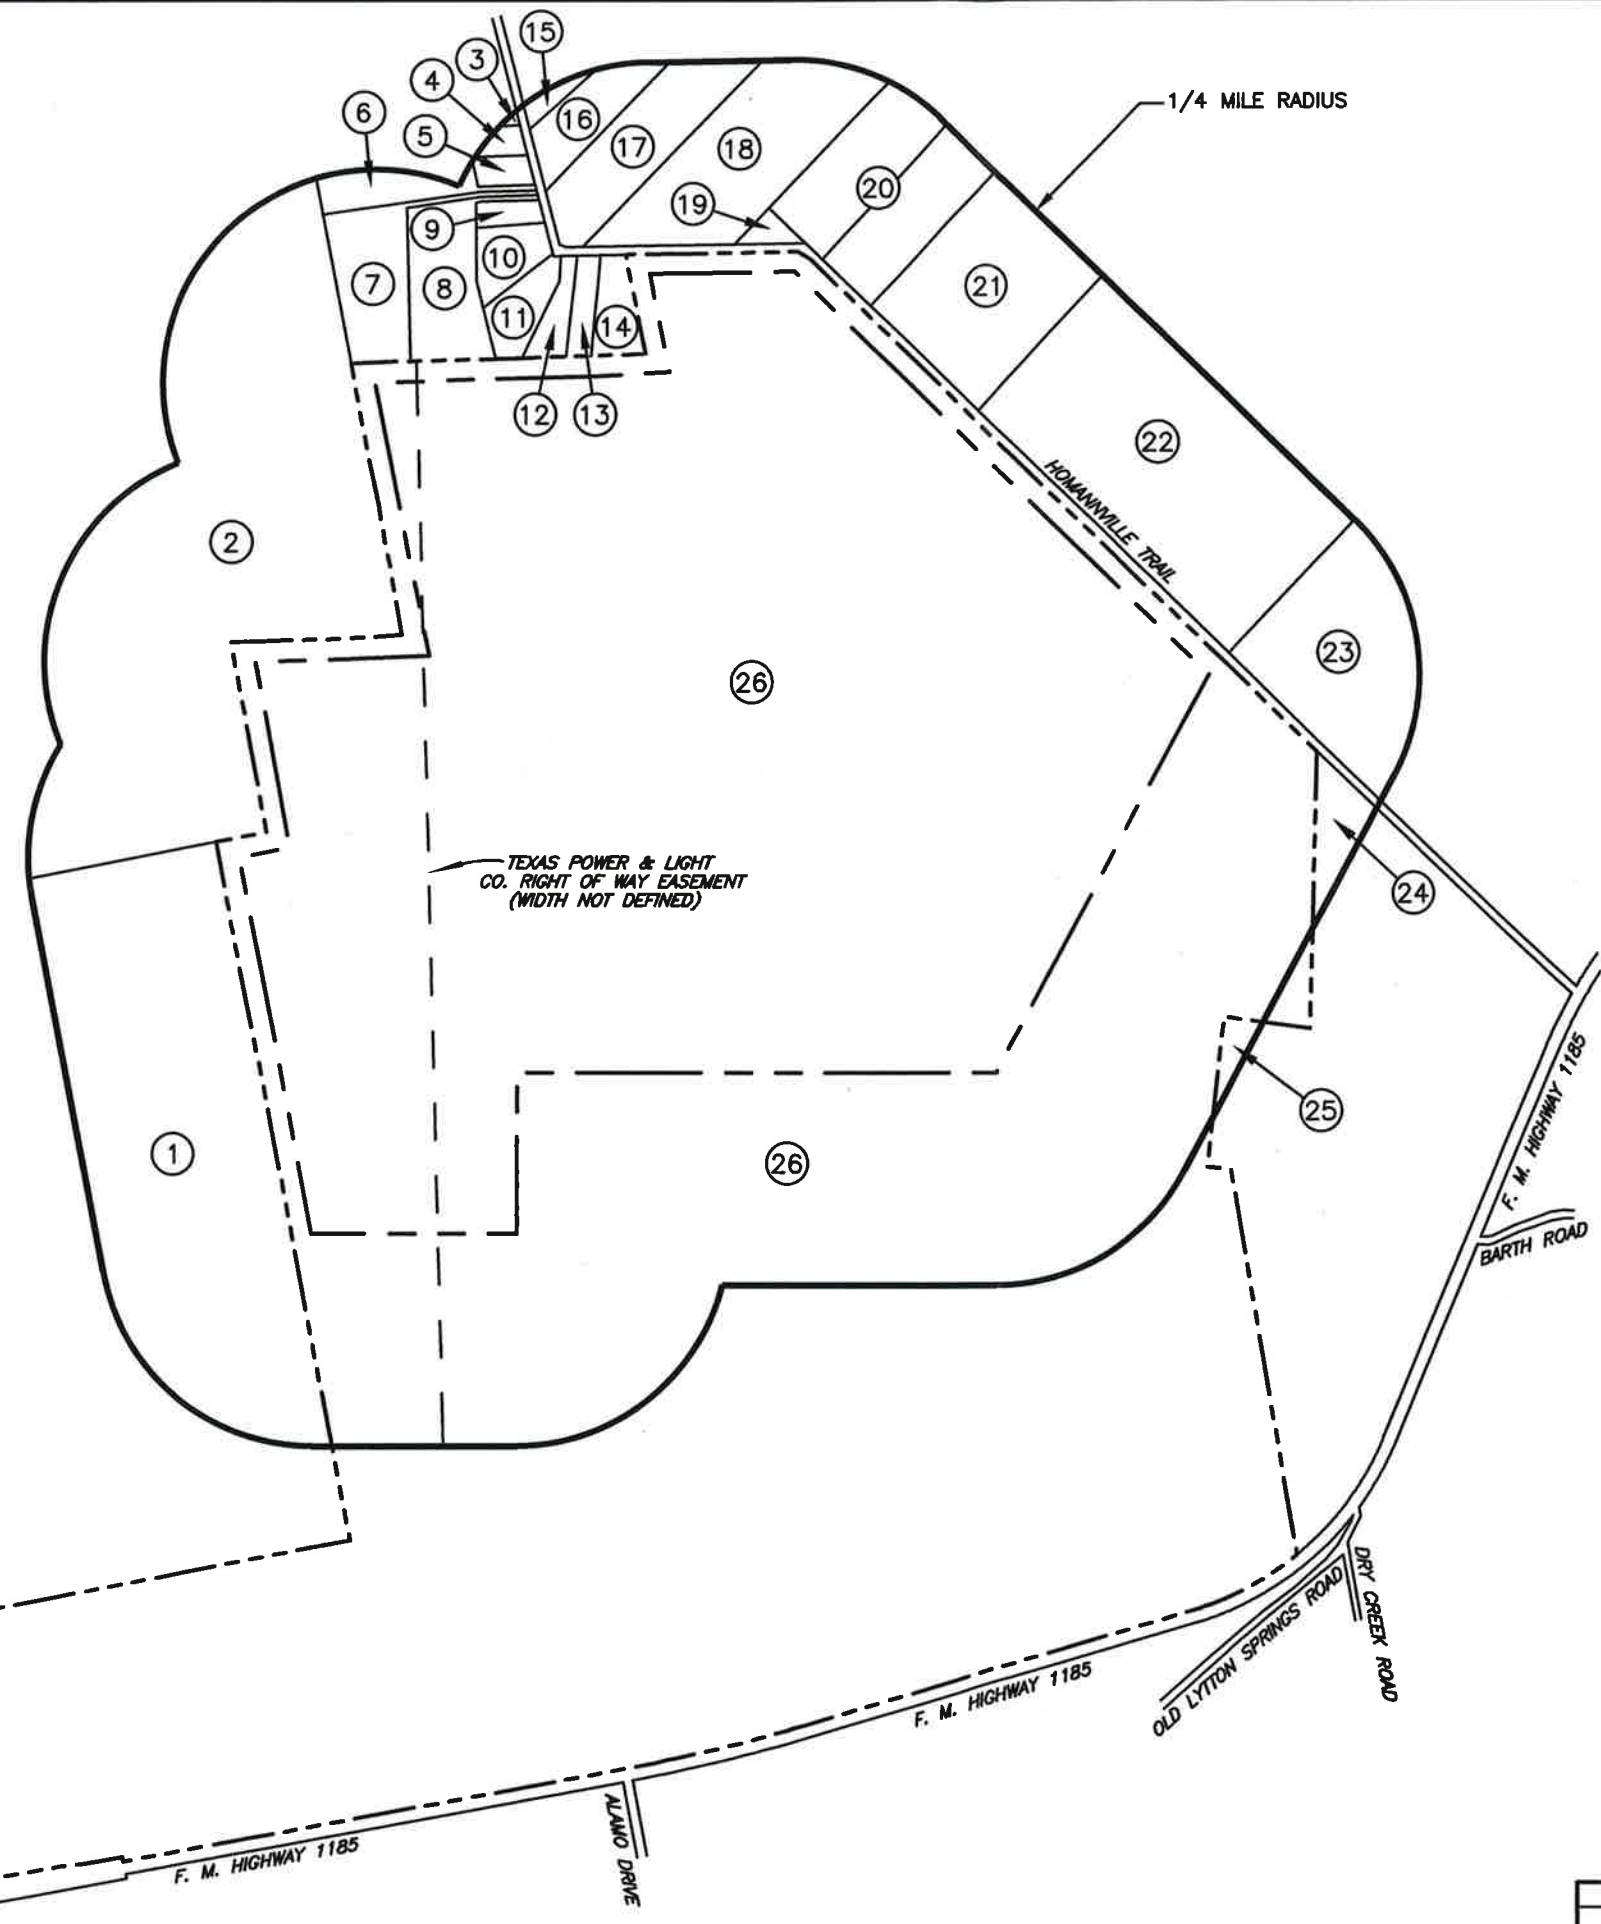 15
3
4
6
5
16
17
18
1/4 MILE RADIUS
20
19
9
10
7
8
21
11
14
12
13
22
HOMANNVILLE TRAIL
2
23
26
TEXAS POWER & LIGHT
CO. RIGHT OF WAY EASEMENT
(WIDTH NOT DEFINED)
24
25
F. M. HIGHWAY 1185
1
26
BARTH ROAD
DRY CREEK ROAD
OLD LYTTON SPRINGS ROAD
F. M. HIGHWAY 1185
ALAMO DRIVE
F. M. HIGHWAY 1185